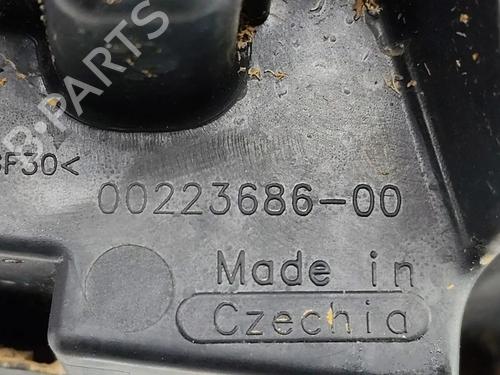 B-PARTS
F30<
00223686-00
Made in
Czechia